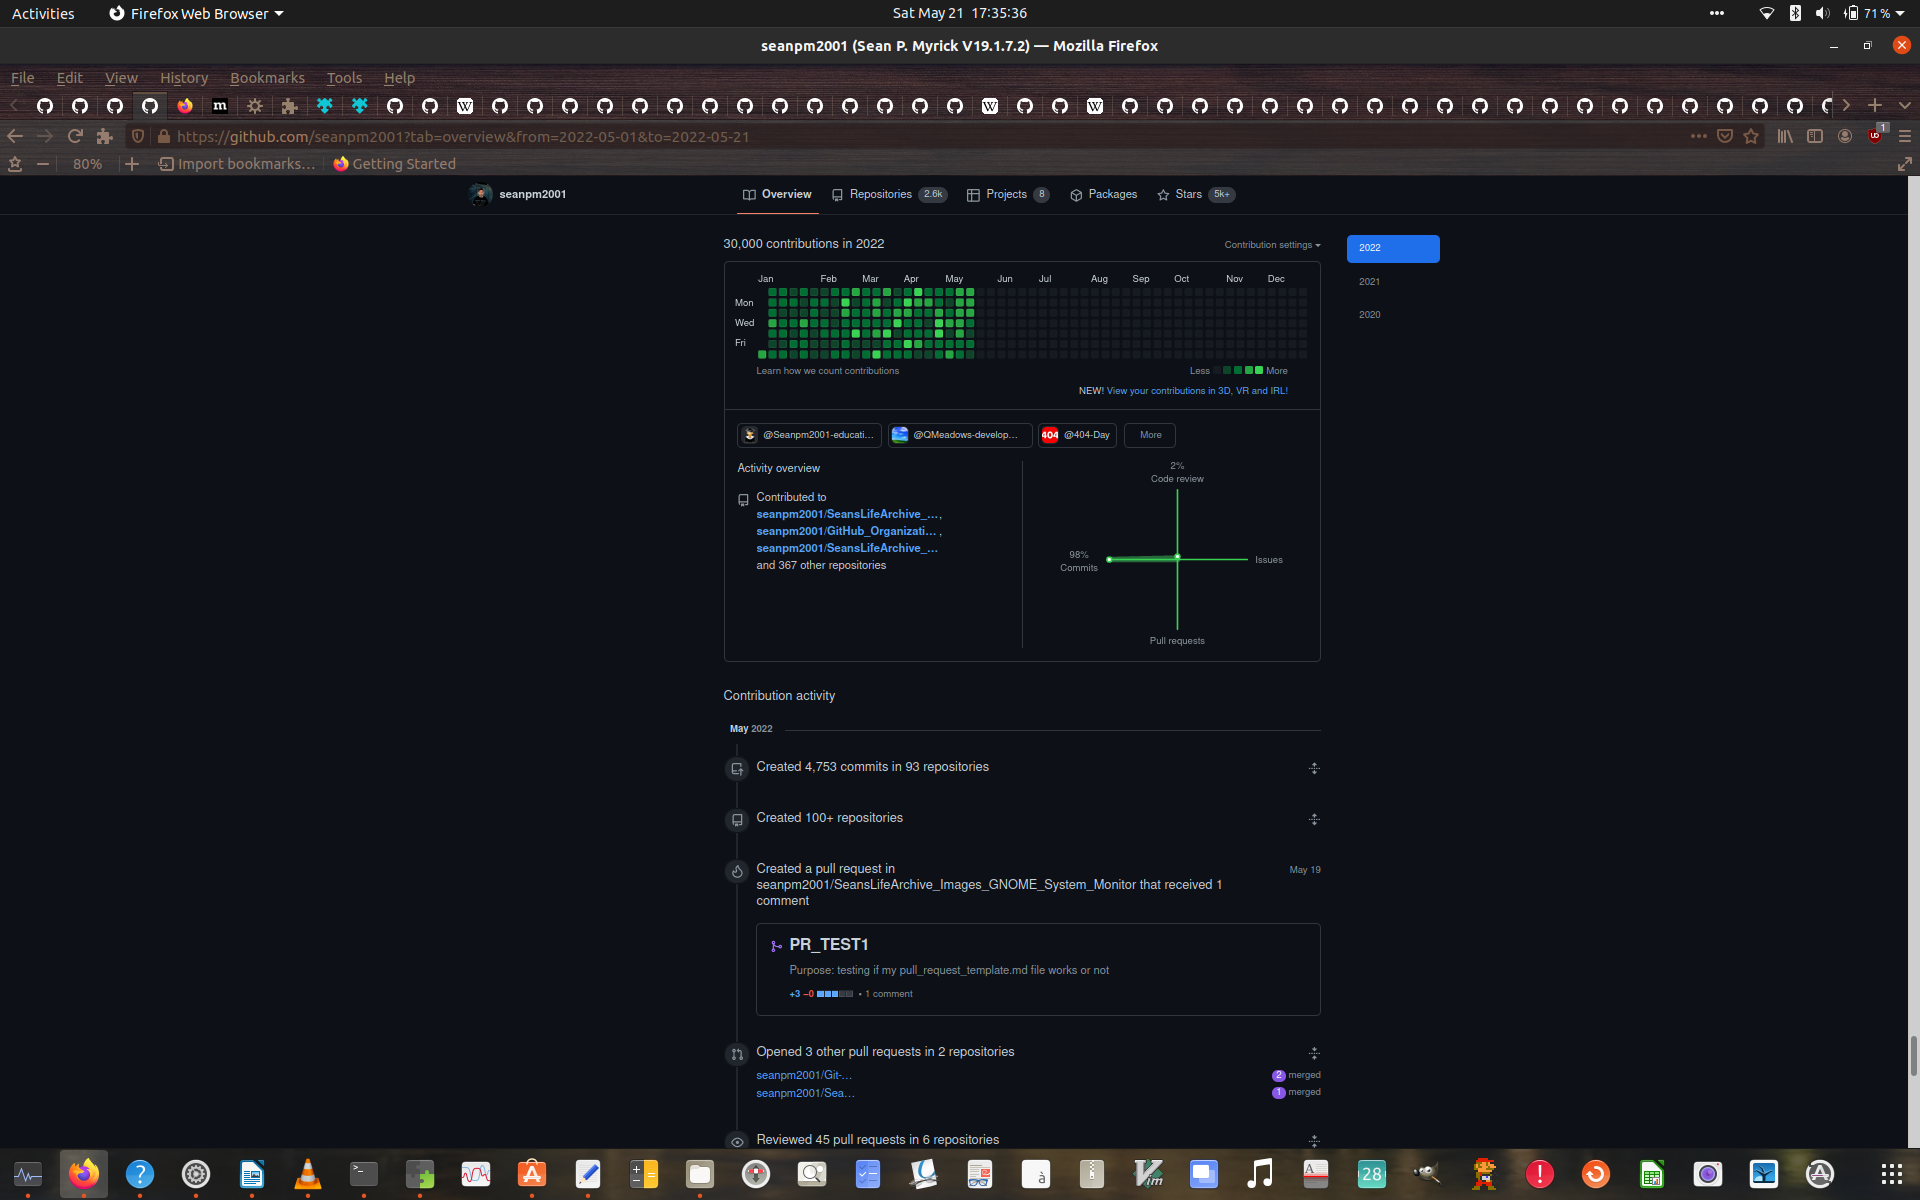 Activities
Firefox Web Browser
Sat May 21 17:35:36
71 %
seanpm2001 (Sean P. Myrick V19.1.7.2) — Mozilla Firefox
File Edit View History Bookmarks Tools Help
https://github.com/seanpm2001?tab=overview&from=2022-05-01&to=2022-05-21
1
80%
Import bookmarks...
Getting Started
seanpm2001
Overview
Repositories 2.6k
Projects 8
Packages
Stars 5k+
30,000 contributions in 2022
Contribution settings
2022
2021
2020
Jan Feb Mar Apr May Jun Jul Aug Sep Oct Nov Dec
Mon
Wed
Fri
Learn how we count contributions
Less More
NEW! View your contributions in 3D, VR and IRL!
@Seanpm2001-educati...
@QMeadows-develop...
404 @404-Day
More
Activity overview
Contributed to
seanpm2001/SeansLifeArchive_...,
seanpm2001/GitHub_Organizati... ,
seanpm2001/SeansLifeArchive_...
and 367 other repositories
2%
Code review
98%
Commits
Issues
Pull requests
Contribution activity
May 2022
Created 4,753 commits in 93 repositories
Created 100+ repositories
Created a pull request in
seanpm2001/SeansLifeArchive_Images_GNOME_System_Monitor that received 1
comment
May 19
PR_TEST1
Purpose: testing if my pull_request_template.md file works or not
+3 −0 • 1 comment
Opened 3 other pull requests in 2 repositories
seanpm2001/Git-...
2 merged
seanpm2001/Sea...
1 merged
Reviewed 45 pull requests in 6 repositories
28